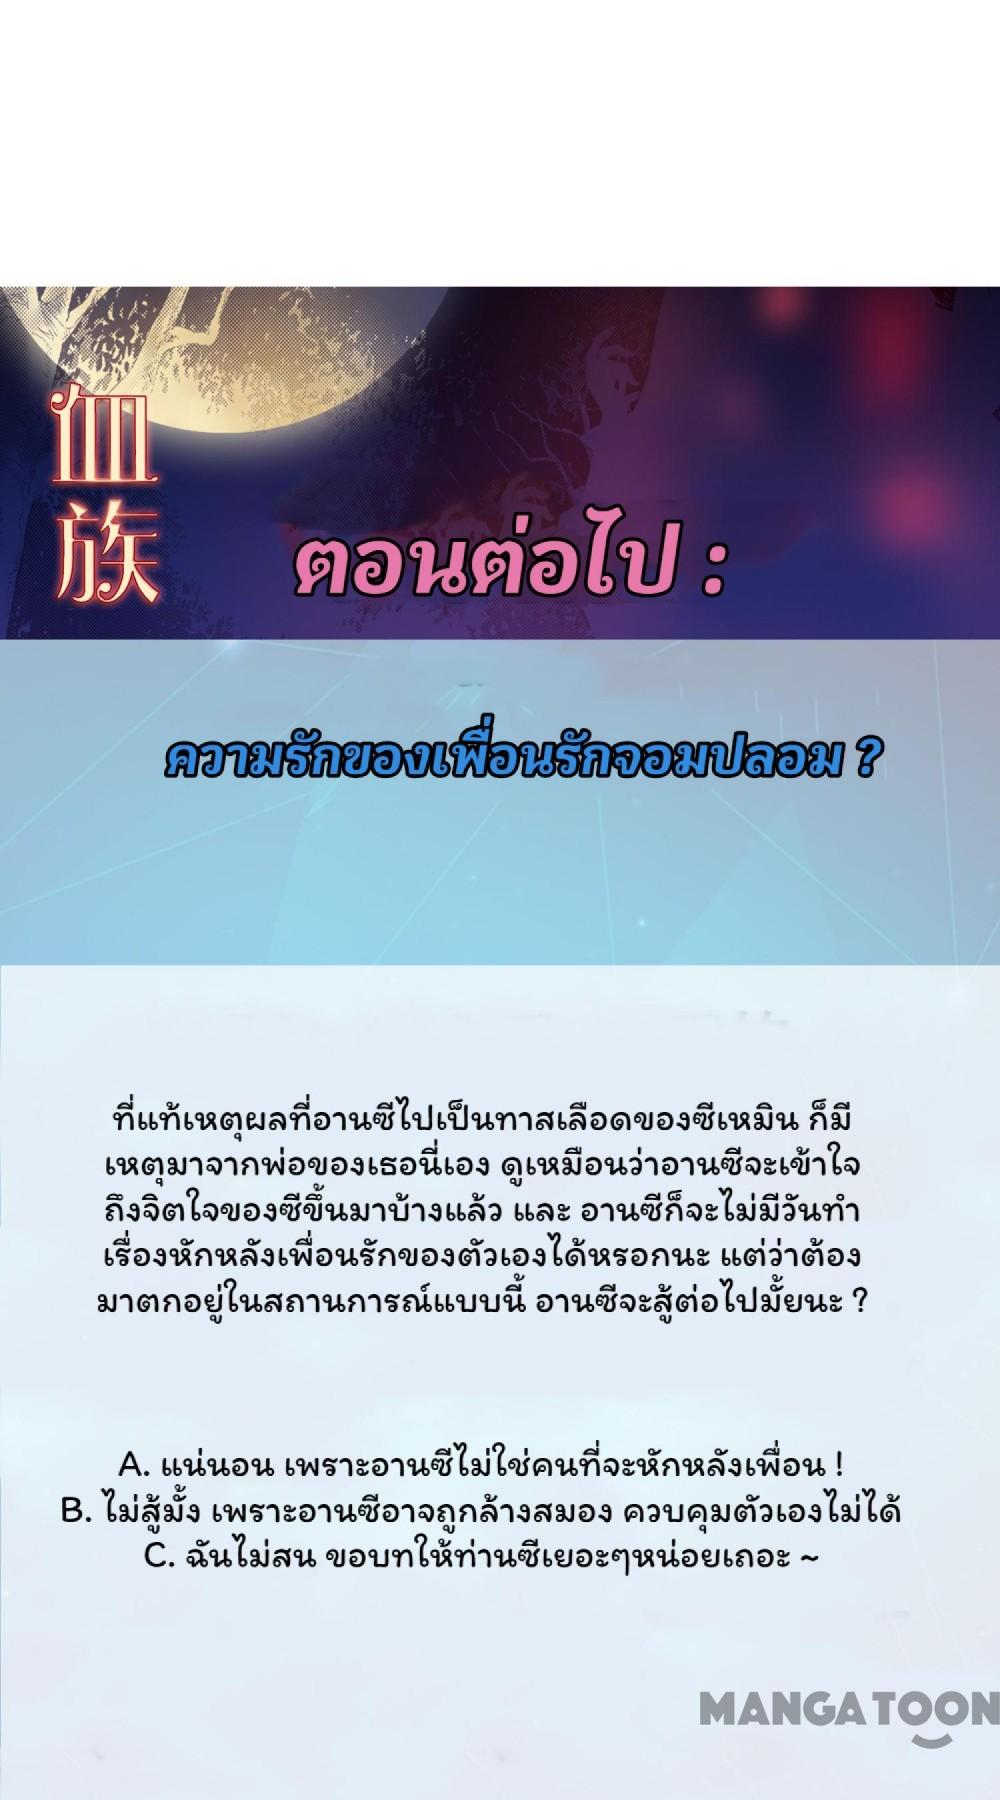 血族
ตอนต่อไป :
ความรักของเพื่อนรักจอมปลอม ?
ที่แท้เหตุผลที่อานซีไปเป็นทาสเลือดของซีเหมิน ก็มี
เหตุมาจากพ่อของเธอนี่เอง ดูเหมือนว่าอานซีจะเข้าใจ
ถึงจิตใจของซีขึ้นมาบ้างแล้ว และ อานซีก็จะไม่มีวันทำ
เรื่องหักหลังเพื่อนรักของตัวเองได้หรอกนะ แต่ว่าต้อง
มาตกอยู่ในสถานการณ์แบบนี้ อานซีจะสู้ต่อไปมั้ยนะ ?
A. แน่นอน เพราะอานซีไม่ใช่คนที่จะหักหลังเพื่อน !
B. ไม่สู้มั้ง เพราะอานซีอาจถูกล้างสมอง ควบคุมตัวเองไม่ได้
C. ฉันไม่สน ขอบทให้ท่านซีเยอะๆหน่อยเถอะ ~
MANGATOON